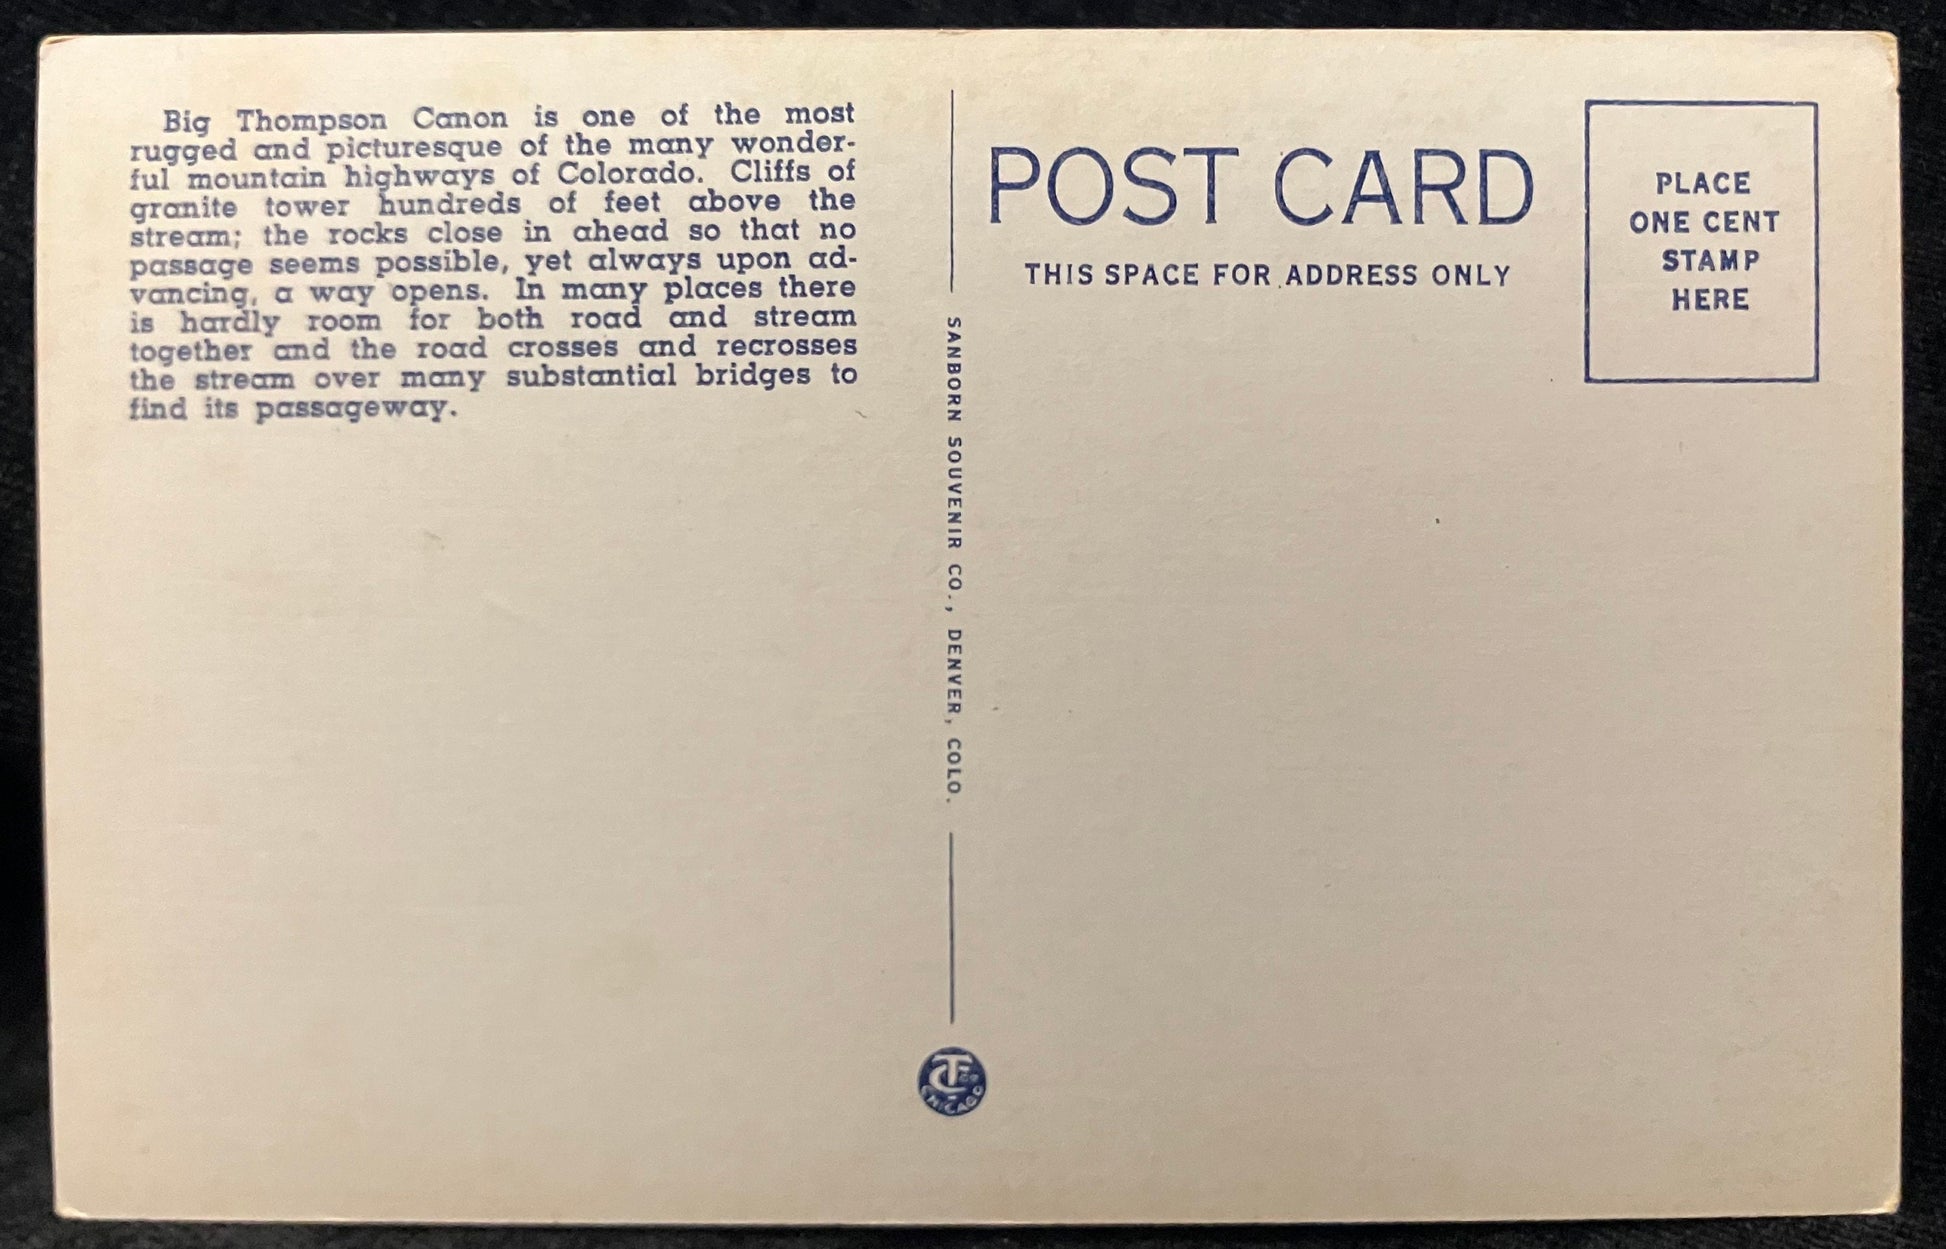 Big Thompson Canon is one of the most
rugged and picturesque of the many wonder-
ful mountain highways of Colorado. Cliffs of
granite tower hundreds of feet above the
stream; the rocks close in ahead so that no
passage seems possible, yet always upon ad-
vancing, a way opens. In many places there
is hardly room for both road and stream
together and the road crosses and recrosses
the stream over many substantial bridges to
find its passageway.
SANBORN SOUVENIR CO., DENVER, COLO.
CT CO CHICAGO
POST CARD
THIS SPACE FOR ADDRESS ONLY
PLACE
ONE CENT
STAMP
HERE